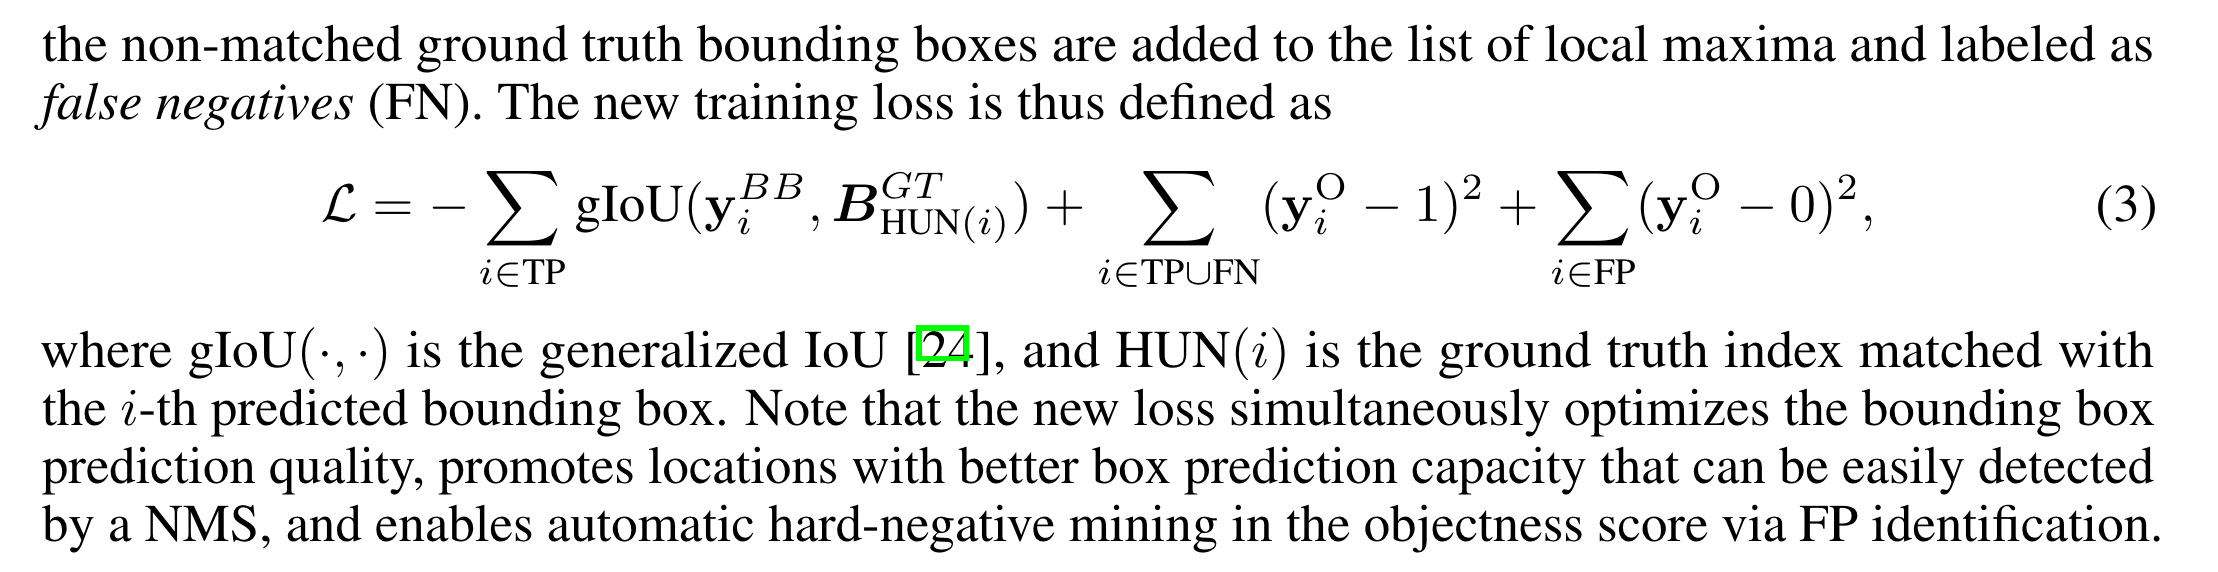 the non-matched ground truth bounding boxes are added to the list of local maxima and labeled as
false negatives (FN). The new training loss is thus defined as
$\mathcal{L} = -\sum_{i \in \text{TP}} \text{gIoU}(\mathbf{y}_i^{BB}, \boldsymbol{B}_{\text{HUN}(i)}^{GT}) + \sum_{i \in \text{TP} \cup \text{FN}} (\mathbf{y}_i^{\text{O}} - 1)^2 + \sum_{i \in \text{FP}} (\mathbf{y}_i^{\text{O}} - 0)^2,$ (3)
where gIoU(·, ·) is the generalized IoU [24], and HUN(i) is the ground truth index matched with
the i-th predicted bounding box. Note that the new loss simultaneously optimizes the bounding box
prediction quality, promotes locations with better box prediction capacity that can be easily detected
by a NMS, and enables automatic hard-negative mining in the objectness score via FP identification.